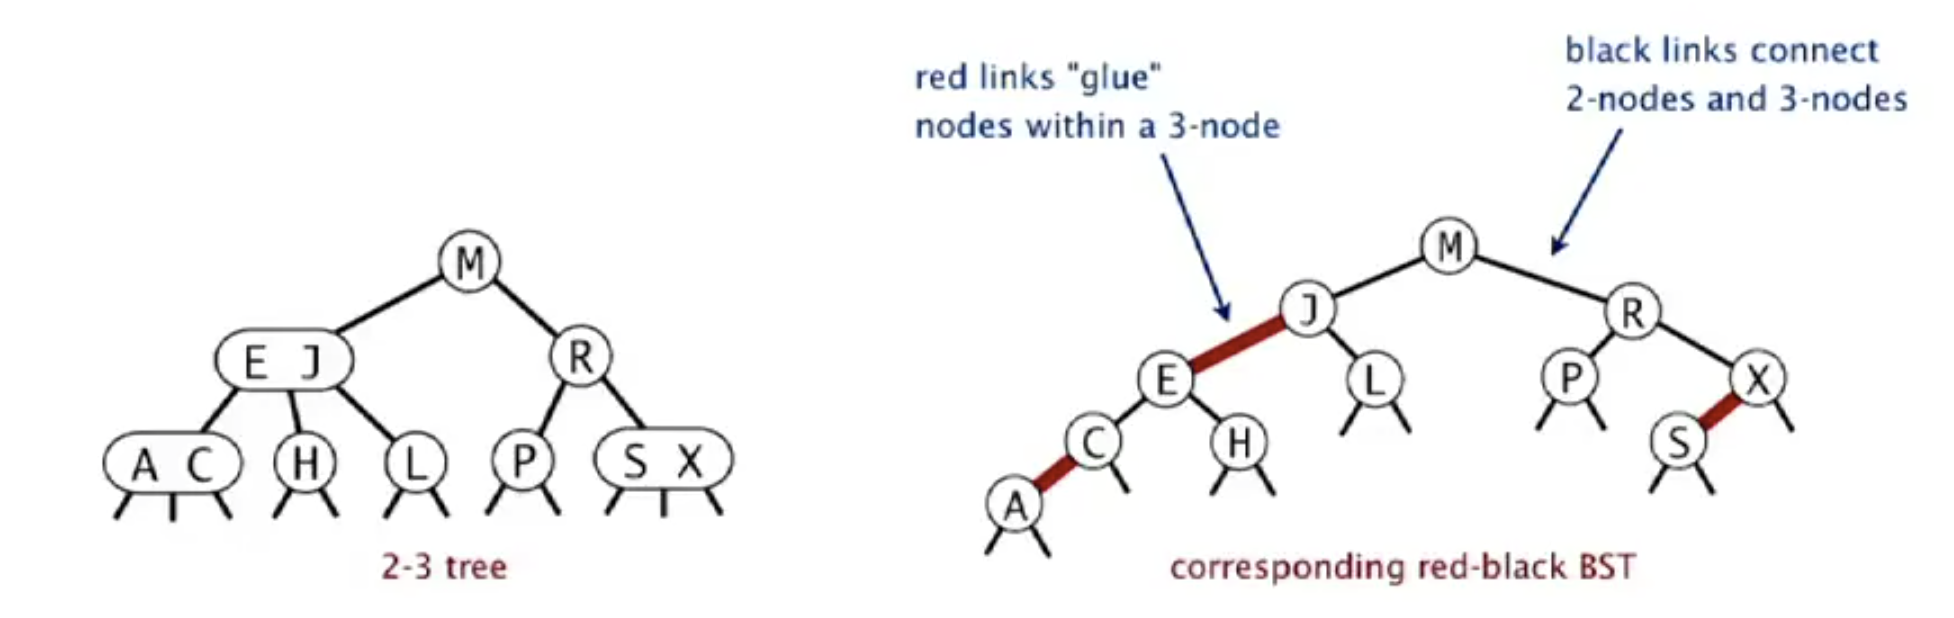 red links "glue"
nodes within a 3-node
black links connect
2-nodes and 3-nodes
M
E J
R
A C
H
L
P
S X
2-3 tree
M
J
R
E
L
P
X
C
H
S
A
corresponding red-black BST